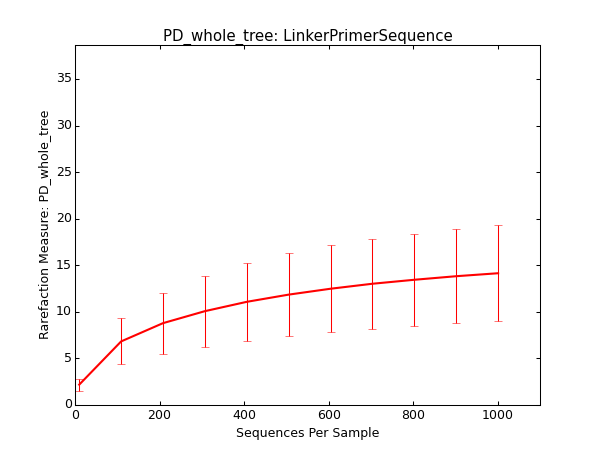 PD_whole_tree: LinkerPrimerSequence
Rarefaction Measure: PD_whole_tree
35
30
25
20
15
10
5
0
0 200 400 600 800 1000
Sequences Per Sample